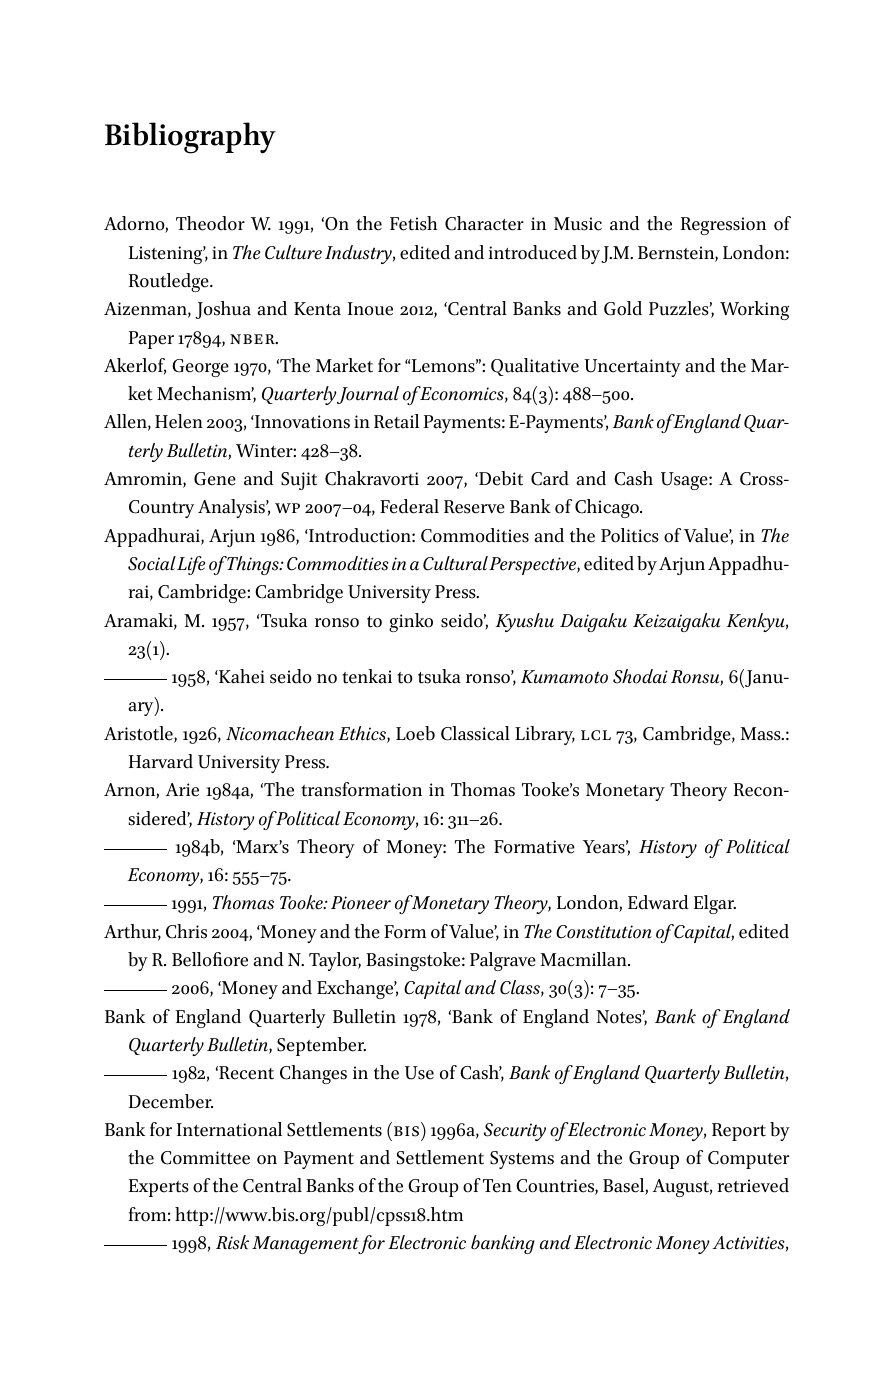 Bibliography
Adorno, Theodor W. 1991, ‘On the Fetish Character in Music and the Regression of
Listening’, in The Culture Industry, edited and introduced by J.M. Bernstein, London:
Routledge.
Aizenman, Joshua and Kenta Inoue 2012, ‘Central Banks and Gold Puzzles’, Working
Paper 17894, NBER.
Akerlof, George 1970, ‘The Market for “Lemons”: Qualitative Uncertainty and the Mar-
ket Mechanism’, Quarterly Journal of Economics, 84(3): 488–500.
Allen, Helen 2003, ‘Innovations in Retail Payments: E-Payments’, Bank of England Quar-
terly Bulletin, Winter: 428–38.
Amromin, Gene and Sujit Chakravorti 2007, ‘Debit Card and Cash Usage: A Cross-
Country Analysis’, WP 2007–04, Federal Reserve Bank of Chicago.
Appadhurai, Arjun 1986, ‘Introduction: Commodities and the Politics of Value’, in The
Social Life of Things: Commodities in a Cultural Perspective, edited by Arjun Appadhu-
rai, Cambridge: Cambridge University Press.
Aramaki, M. 1957, ‘Tsuka ronso to ginko seido’, Kyushu Daigaku Keizaigaku Kenkyu,
23(1).
——— 1958, ‘Kahei seido no tenkai to tsuka ronso’, Kumamoto Shodai Ronsu, 6(Janu-
ary).
Aristotle, 1926, Nicomachean Ethics, Loeb Classical Library, LCL 73, Cambridge, Mass.:
Harvard University Press.
Arnon, Arie 1984a, ‘The transformation in Thomas Tooke’s Monetary Theory Recon-
sidered’, History of Political Economy, 16: 311–26.
——— 1984b, ‘Marx’s Theory of Money: The Formative Years’, History of Political
Economy, 16: 555–75.
——— 1991, Thomas Tooke: Pioneer of Monetary Theory, London, Edward Elgar.
Arthur, Chris 2004, ‘Money and the Form of Value’, in The Constitution of Capital, edited
by R. Bellofiore and N. Taylor, Basingstoke: Palgrave Macmillan.
——— 2006, ‘Money and Exchange’, Capital and Class, 30(3): 7–35.
Bank of England Quarterly Bulletin 1978, ‘Bank of England Notes’, Bank of England
Quarterly Bulletin, September.
——— 1982, ‘Recent Changes in the Use of Cash’, Bank of England Quarterly Bulletin,
December.
Bank for International Settlements (BIS) 1996a, Security of Electronic Money, Report by
the Committee on Payment and Settlement Systems and the Group of Computer
Experts of the Central Banks of the Group of Ten Countries, Basel, August, retrieved
from: http://www.bis.org/publ/cpss18.htm
——— 1998, Risk Management for Electronic banking and Electronic Money Activities,